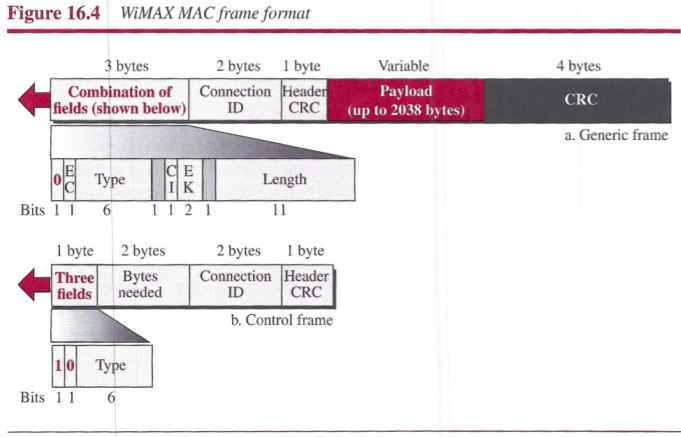 Figure 16.4 WiMAX MAC frame format
3 bytes 2 bytes 1 byte Variable 4 bytes
Combination of
fields (shown below)
Connection
ID
Header
CRC
Payload
(up to 2038 bytes)
CRC
a. Generic frame
0
E
C
Type
C
I
E
K
Length
Bits 1 1 6 1 1 2 1 11
1 byte 2 bytes 2 bytes 1 byte
Three
fields
Bytes
needed
Connection
ID
Header
CRC
b. Control frame
1 0 Type
Bits 1 1 6